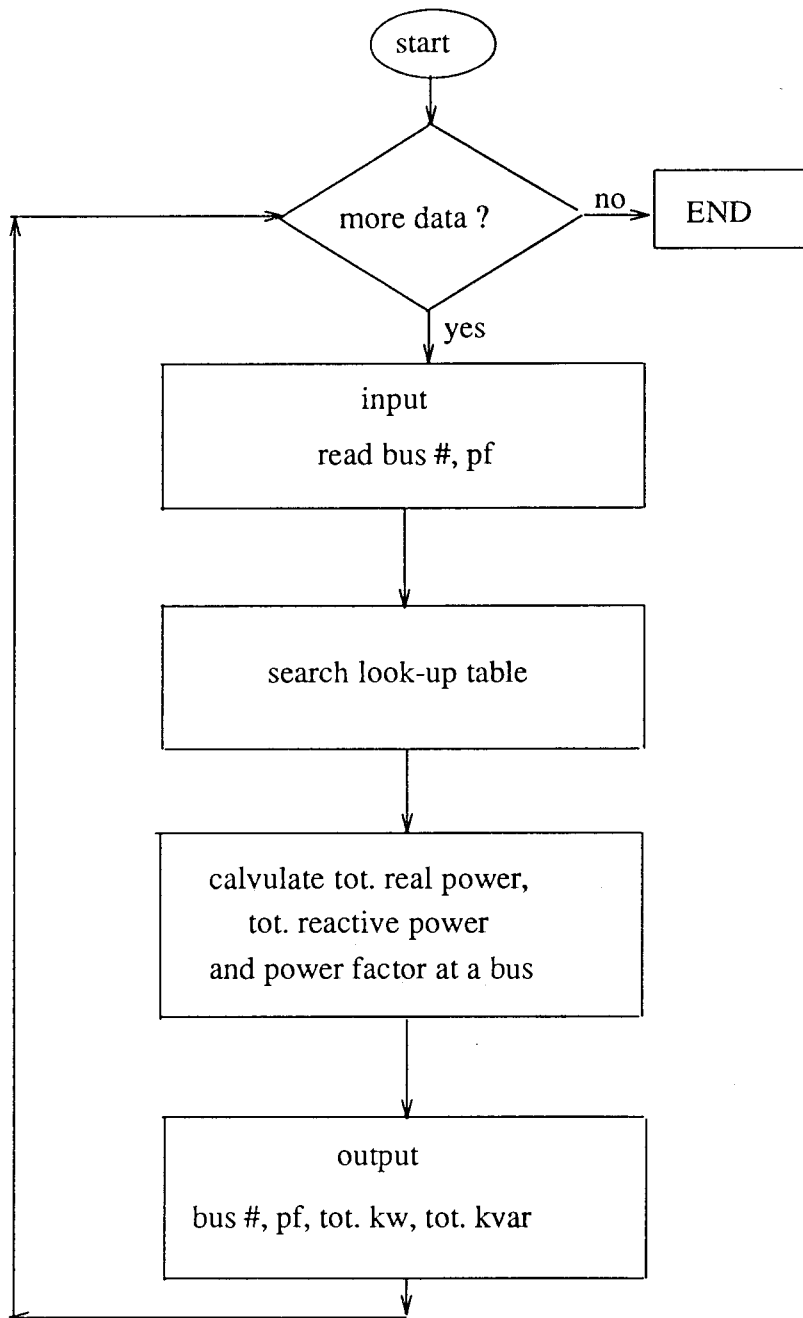 start
more data ?
no
END
yes
input
read bus #, pf
search look-up table
calvulate tot. real power,
tot. reactive power
and power factor at a bus
output
bus #, pf, tot. kw, tot. kvar